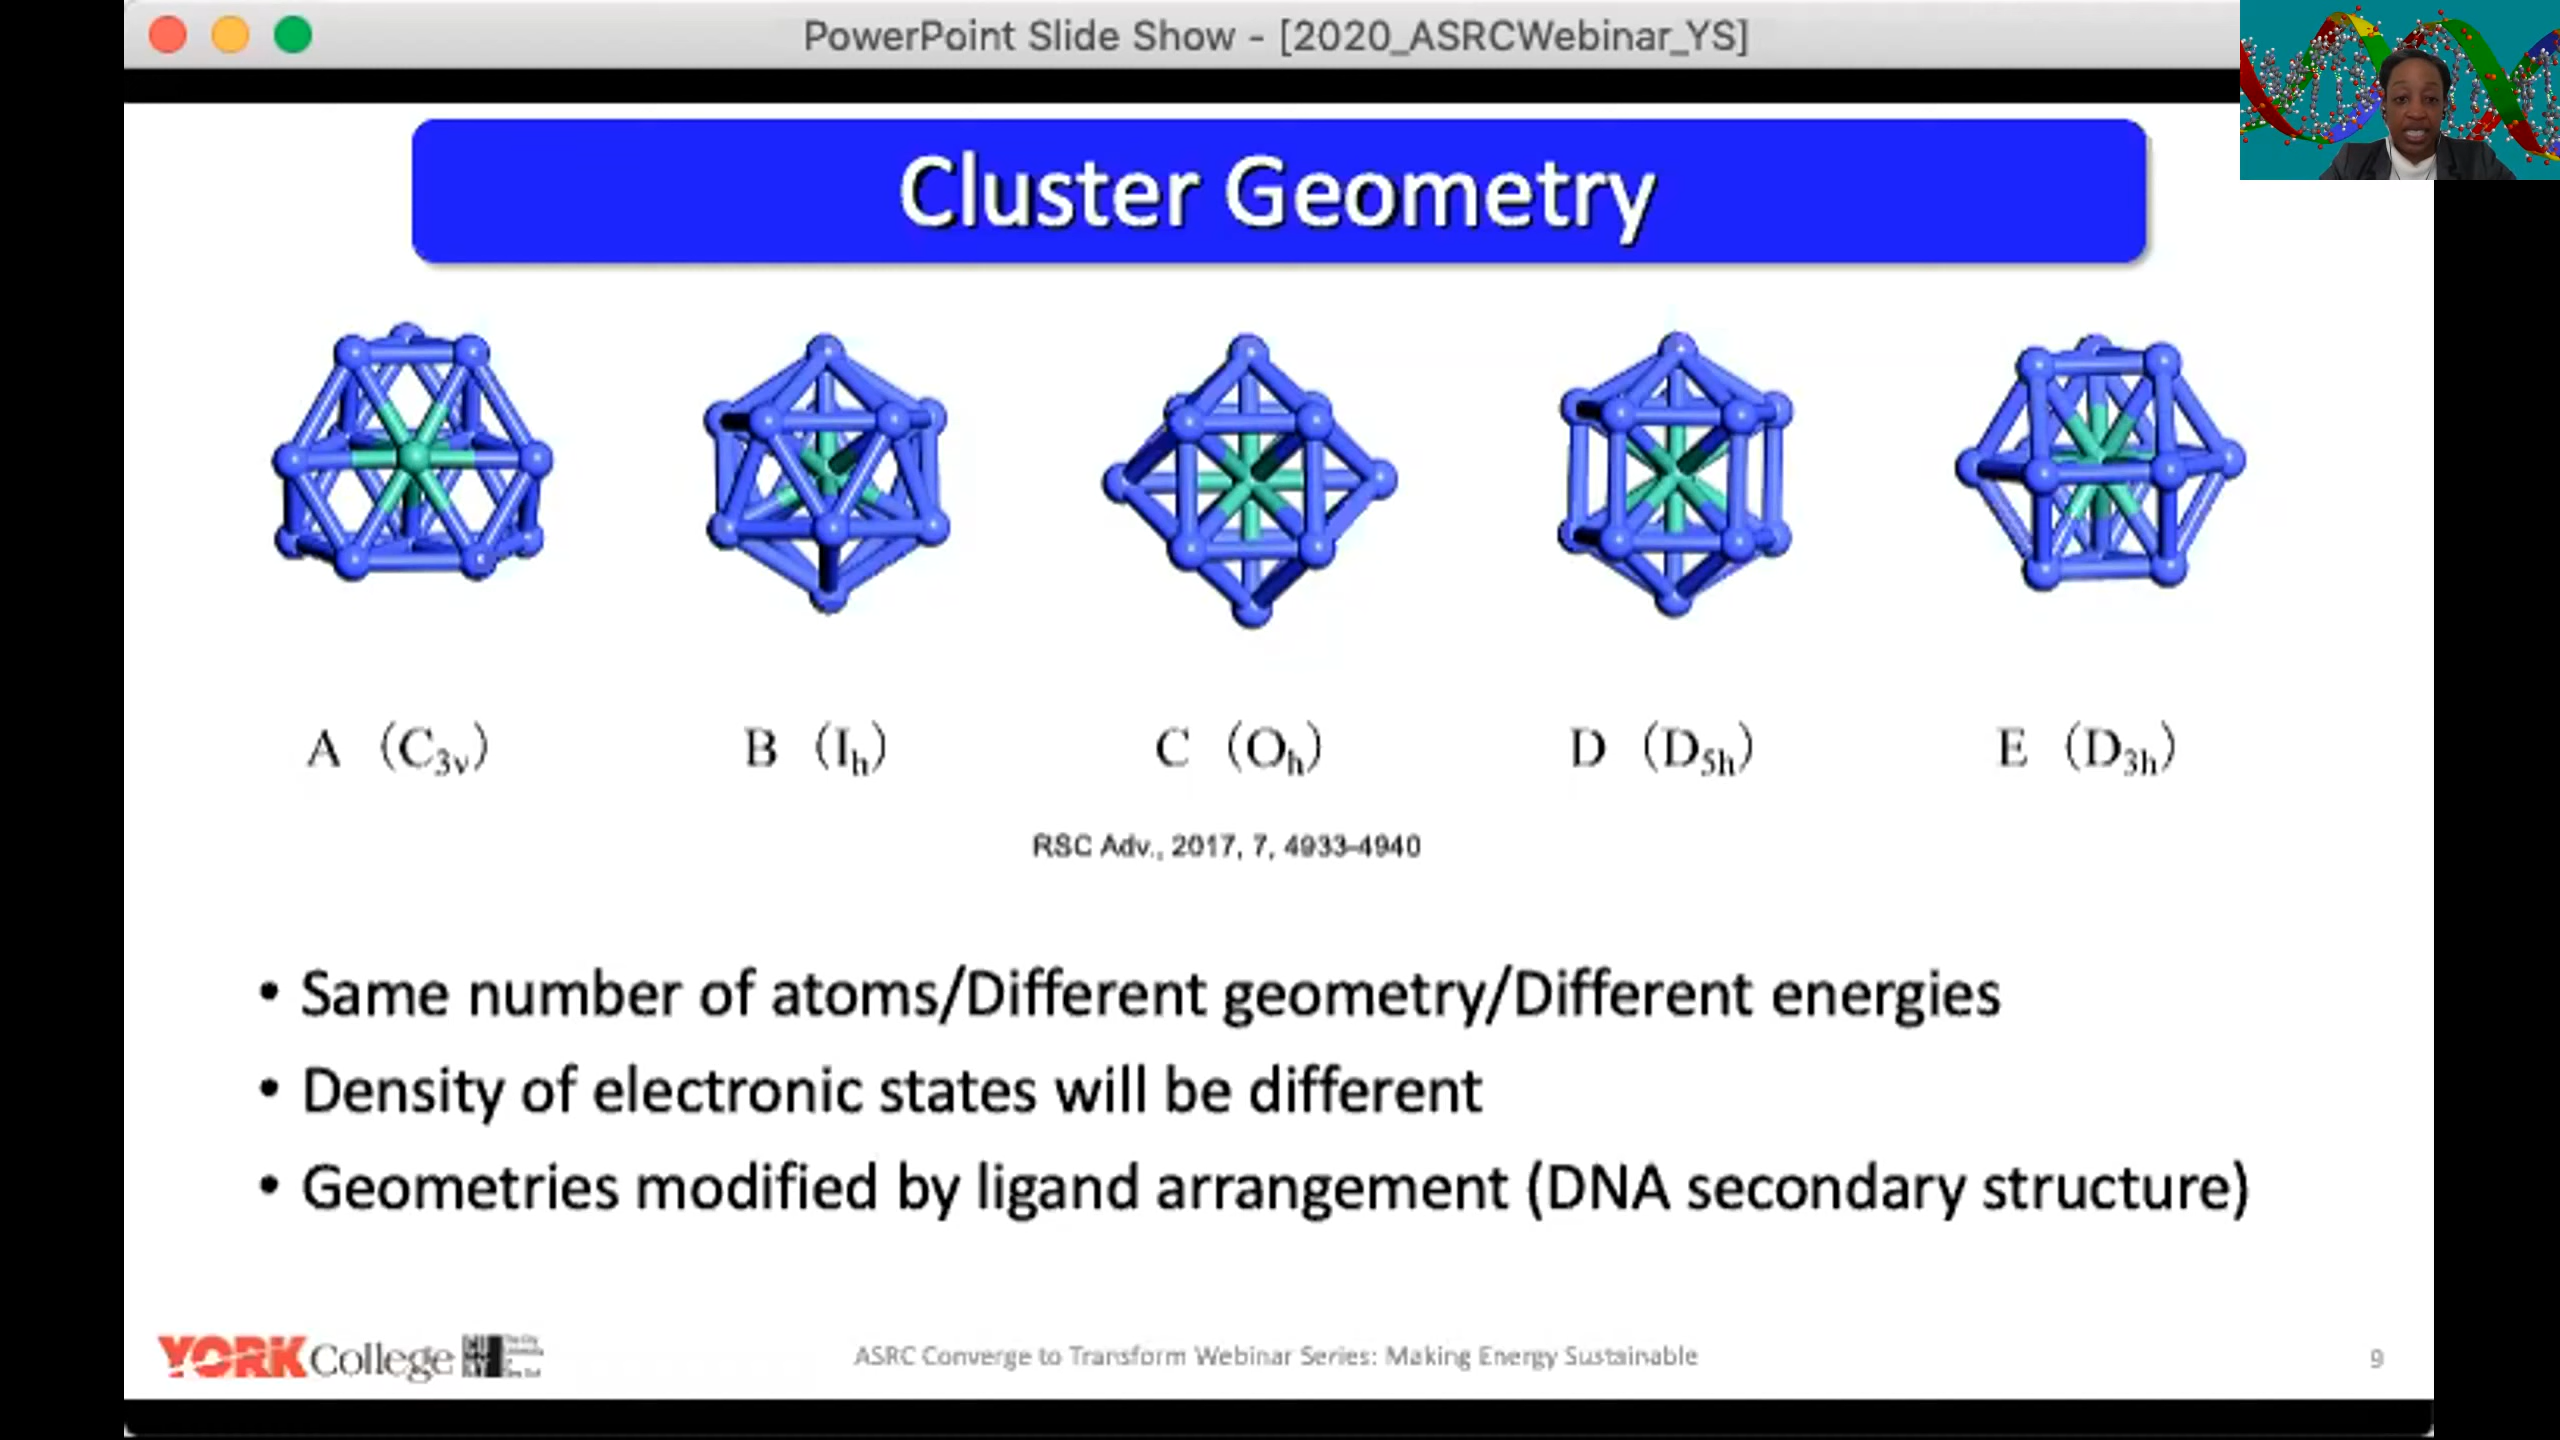 PowerPoint Slide Show - [2020_ASRCWebinar_YS]
Cluster Geometry
A (C3v) B (Ih) C (Oh) D (D5h) E (D3h)
RSC Adv., 2017, 7, 4933-4940
• Same number of atoms/Different geometry/Different energies
• Density of electronic states will be different
• Geometries modified by ligand arrangement (DNA secondary structure)
YORK College
ASRC Converge to Transform Webinar Series: Making Energy Sustainable
9